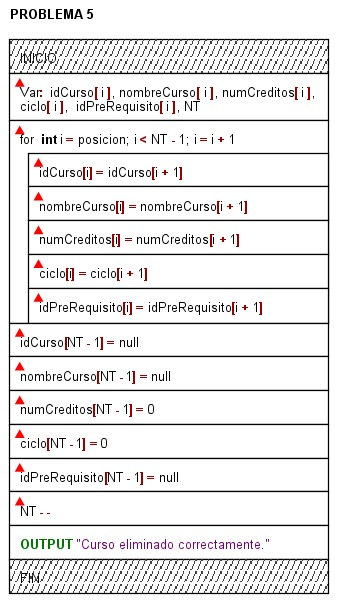 PROBLEMA 5
INICIO
Var: idCurso[ i ], nombreCurso[ i ], numCreditos[ i ],
ciclo[ i ], idPreRequisito[ i ], NT
for int i = posicion; i < NT - 1; i = i + 1
idCurso[i] = idCurso[i + 1]
nombreCurso[i] = nombreCurso[i + 1]
numCreditos[i] = numCreditos[i + 1]
ciclo[i] = ciclo[i + 1]
idPreRequisito[i] = idPreRequisito[i + 1]
idCurso[NT - 1] = null
nombreCurso[NT - 1] = null
numCreditos[NT - 1] = 0
ciclo[NT - 1] = 0
idPreRequisito[NT - 1] = null
NT - -
OUTPUT "Curso eliminado correctamente."
FIN